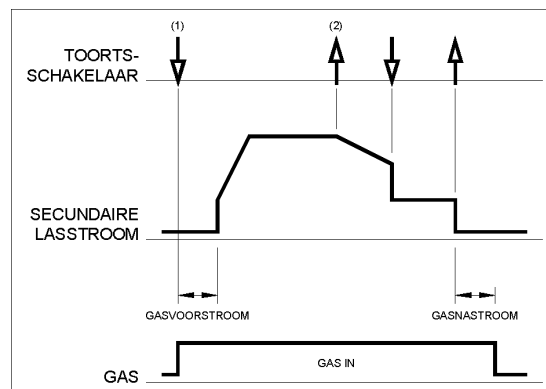 (1)
(2)
TOORTS-
SCHAKELAAR
SECUNDAIRE
LASSTROOM
GASVOORSTROOM
GASNASTROOM
GAS IN
GAS